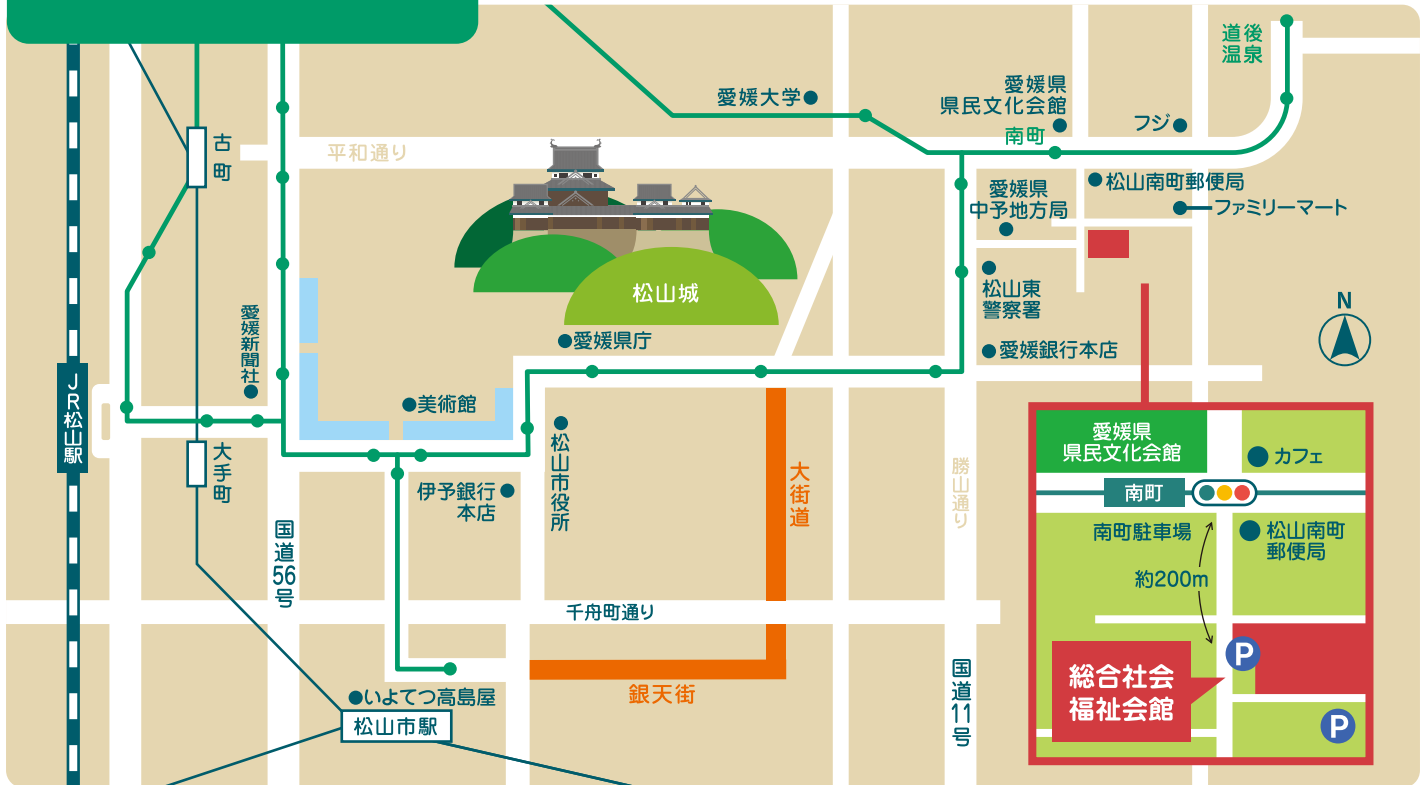 道後
温泉
愛媛大学
愛媛県
県民文化会館
南町
フジ
古町
平和通り
愛媛県
中予地方局
松山南町郵便局
ファミリーマート
松山城
松山東
警察署
N
愛媛新聞社
愛媛県庁
愛媛銀行本店
JR松山駅
美術館
松山市役所
大手町
伊予銀行
本店
大街道
勝山通り
国道56号
千舟町通り
銀天街
国道11号
いよてつ高島屋
松山市駅
愛媛県
県民文化会館
カフェ
南町
南町駐車場
松山南町
郵便局
約200m
P
総合社会
福祉会館
P